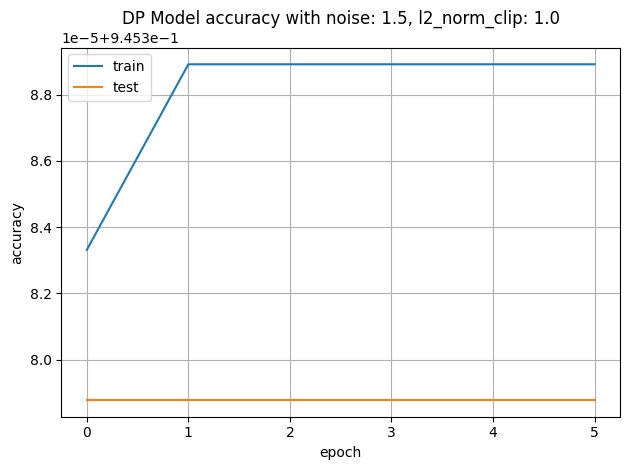 DP Model accuracy with noise: 1.5, l2_norm_clip: 1.0
1e−5+9.453e−1
train
test
8.8
8.6
8.4
8.2
8.0
accuracy
0 1 2 3 4 5
epoch